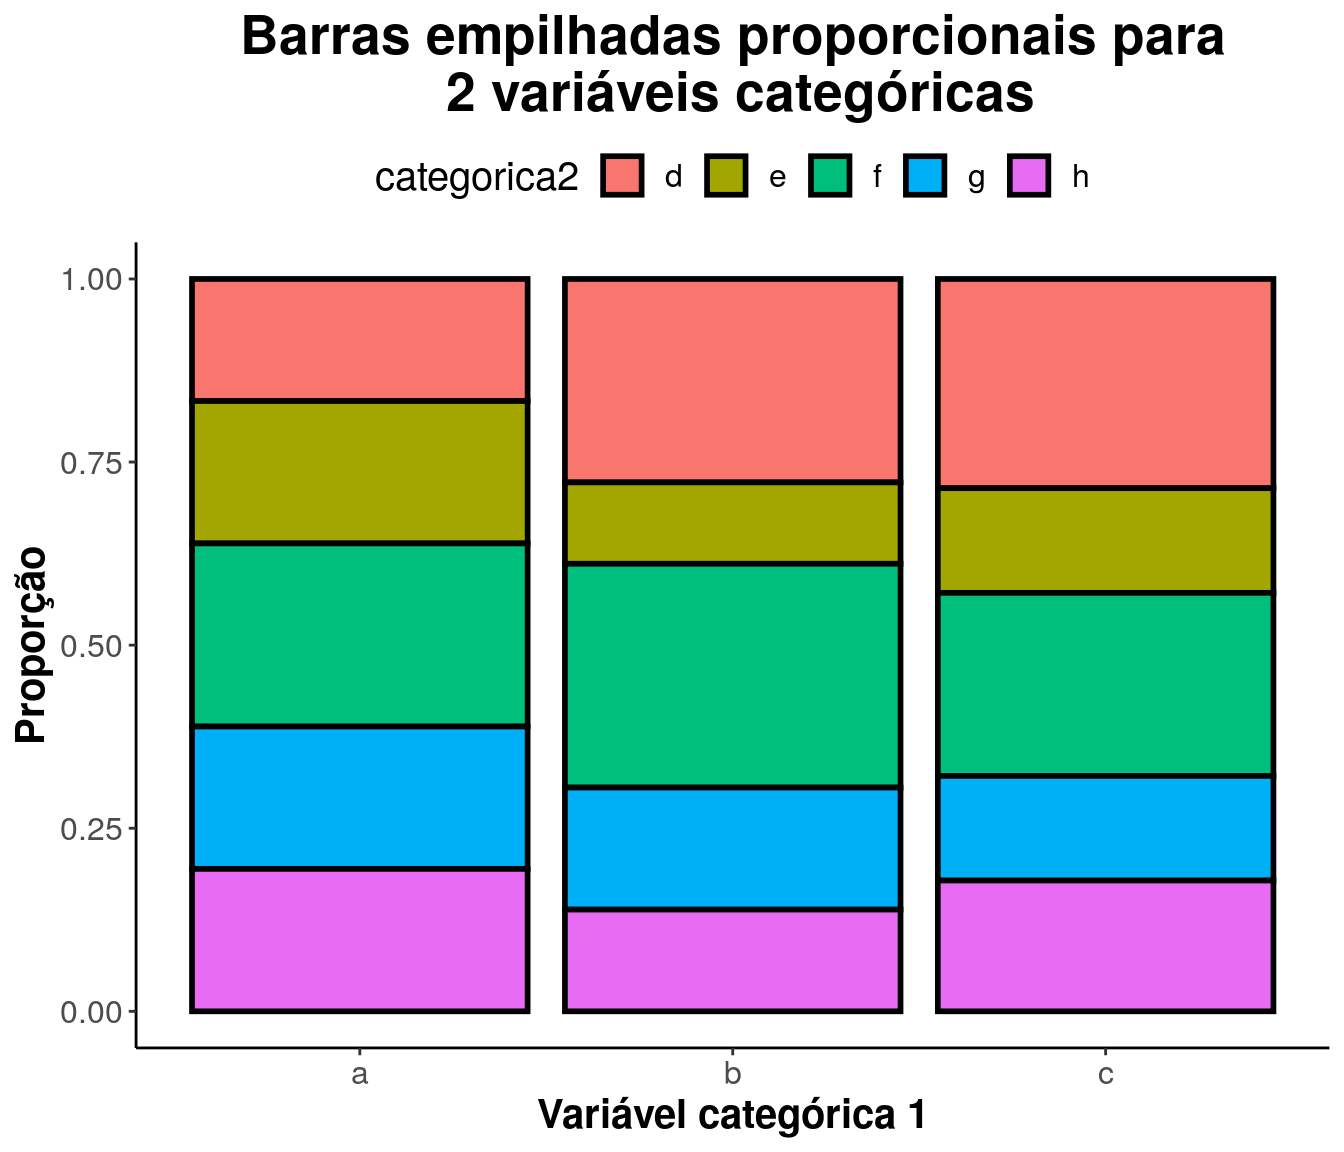 Barras empilhadas proporcionais para
2 variáveis categóricas
categorica2 d e f g h
Proporção
1.00
0.75
0.50
0.25
0.00
a b c
Variável categórica 1